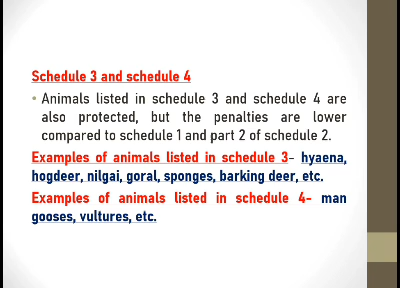 Schedule 3 and schedule 4
• Animals listed in schedule 3 and schedule 4 are
also protected, but the penalties are lower
compared to schedule 1 and part 2 of schedule 2.
Examples of animals listed in schedule 3- hyaena,
hogdeer, nilgai, goral, sponges, barking deer, etc.
Examples of animals listed in schedule 4- man
gooses, vultures, etc.